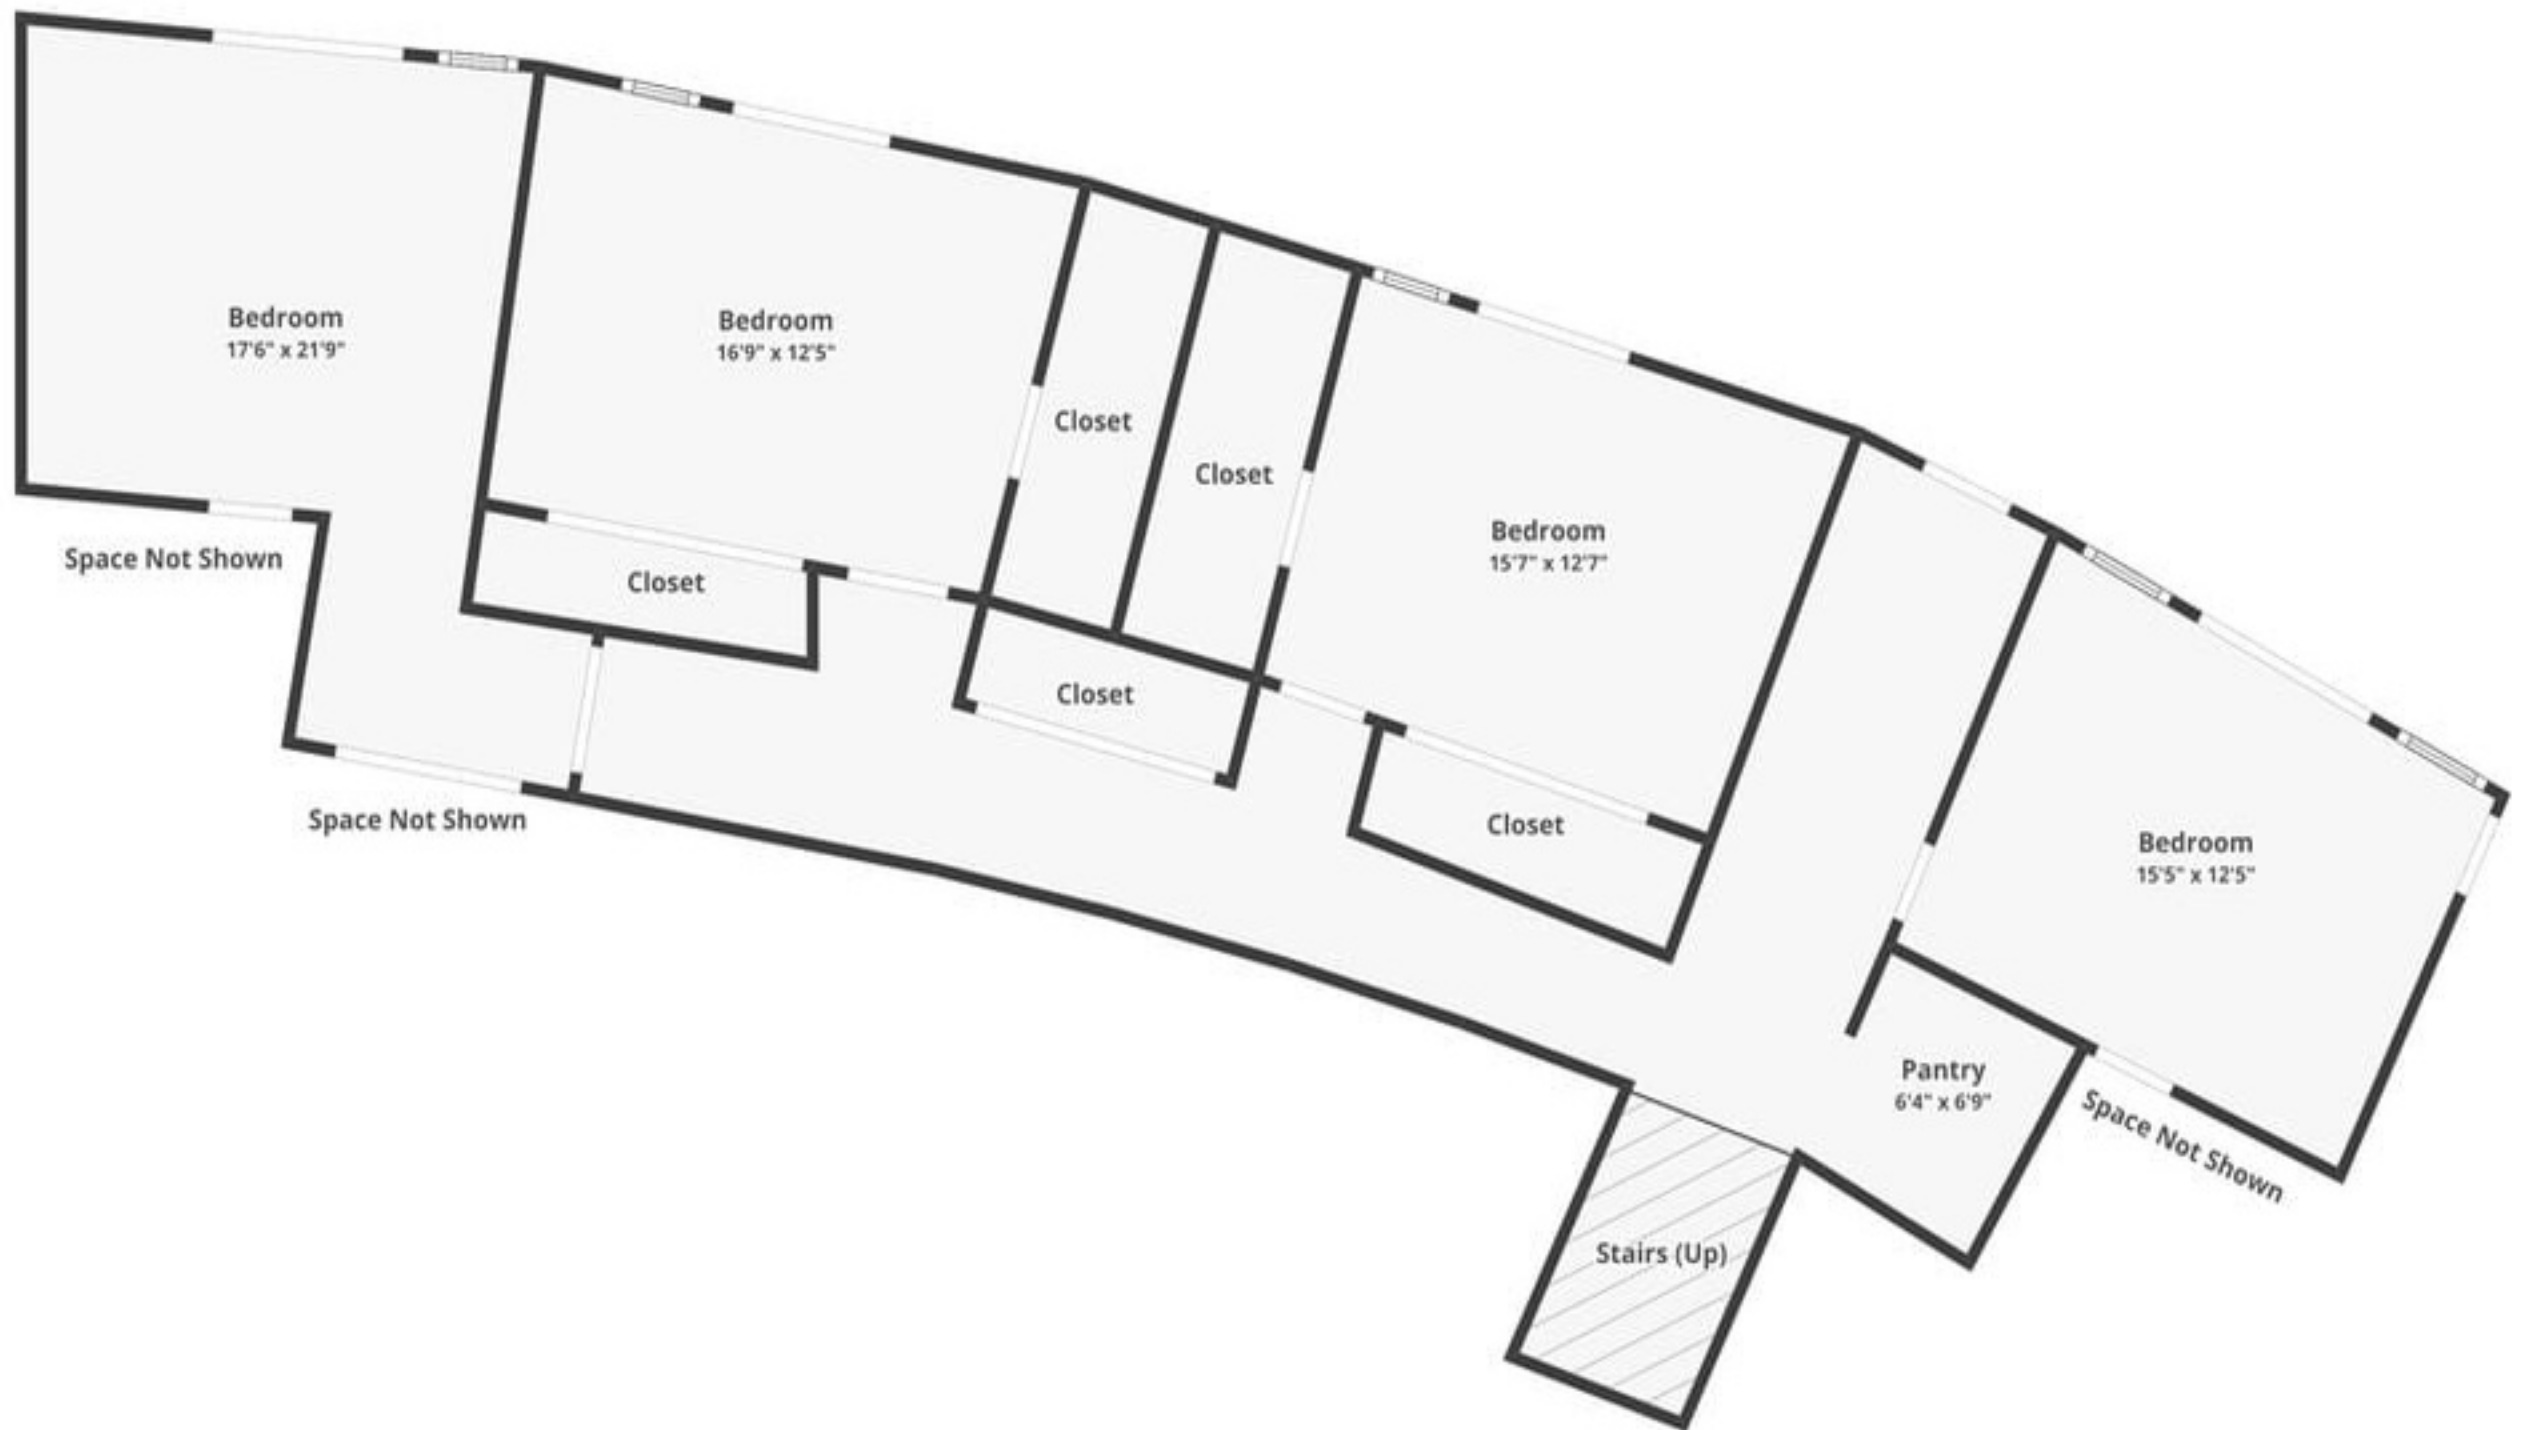 Bedroom
17'6" x 21'9"
Bedroom
16'9" x 12'5"
Closet
Closet
Bedroom
15'7" x 12'7"
Space Not Shown
Closet
Closet
Closet
Space Not Shown
Bedroom
15'5" x 12'5"
Pantry
6'4" x 6'9"
Space Not Shown
Stairs (Up)